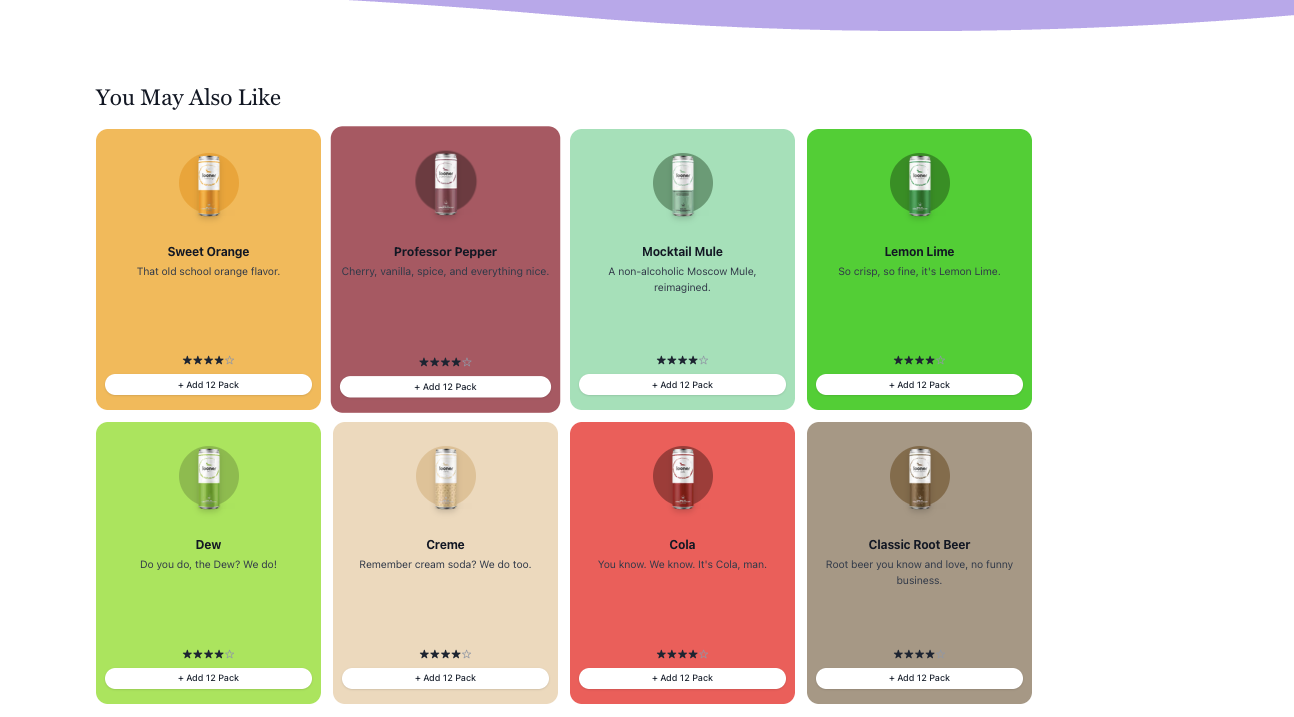 You May Also Like
Sweet Orange
That old school orange flavor.
+ Add 12 Pack
Professor Pepper
Cherry, vanilla, spice, and everything nice.
+ Add 12 Pack
Mocktail Mule
A non-alcoholic Moscow Mule,
reimagined.
+ Add 12 Pack
Lemon Lime
So crisp, so fine, it's Lemon Lime.
+ Add 12 Pack
Dew
Do you do, the Dew? We do!
+ Add 12 Pack
Creme
Remember cream soda? We do too.
+ Add 12 Pack
Cola
You know. We know. It's Cola, man.
+ Add 12 Pack
Classic Root Beer
Root beer you know and love, no funny
business.
+ Add 12 Pack